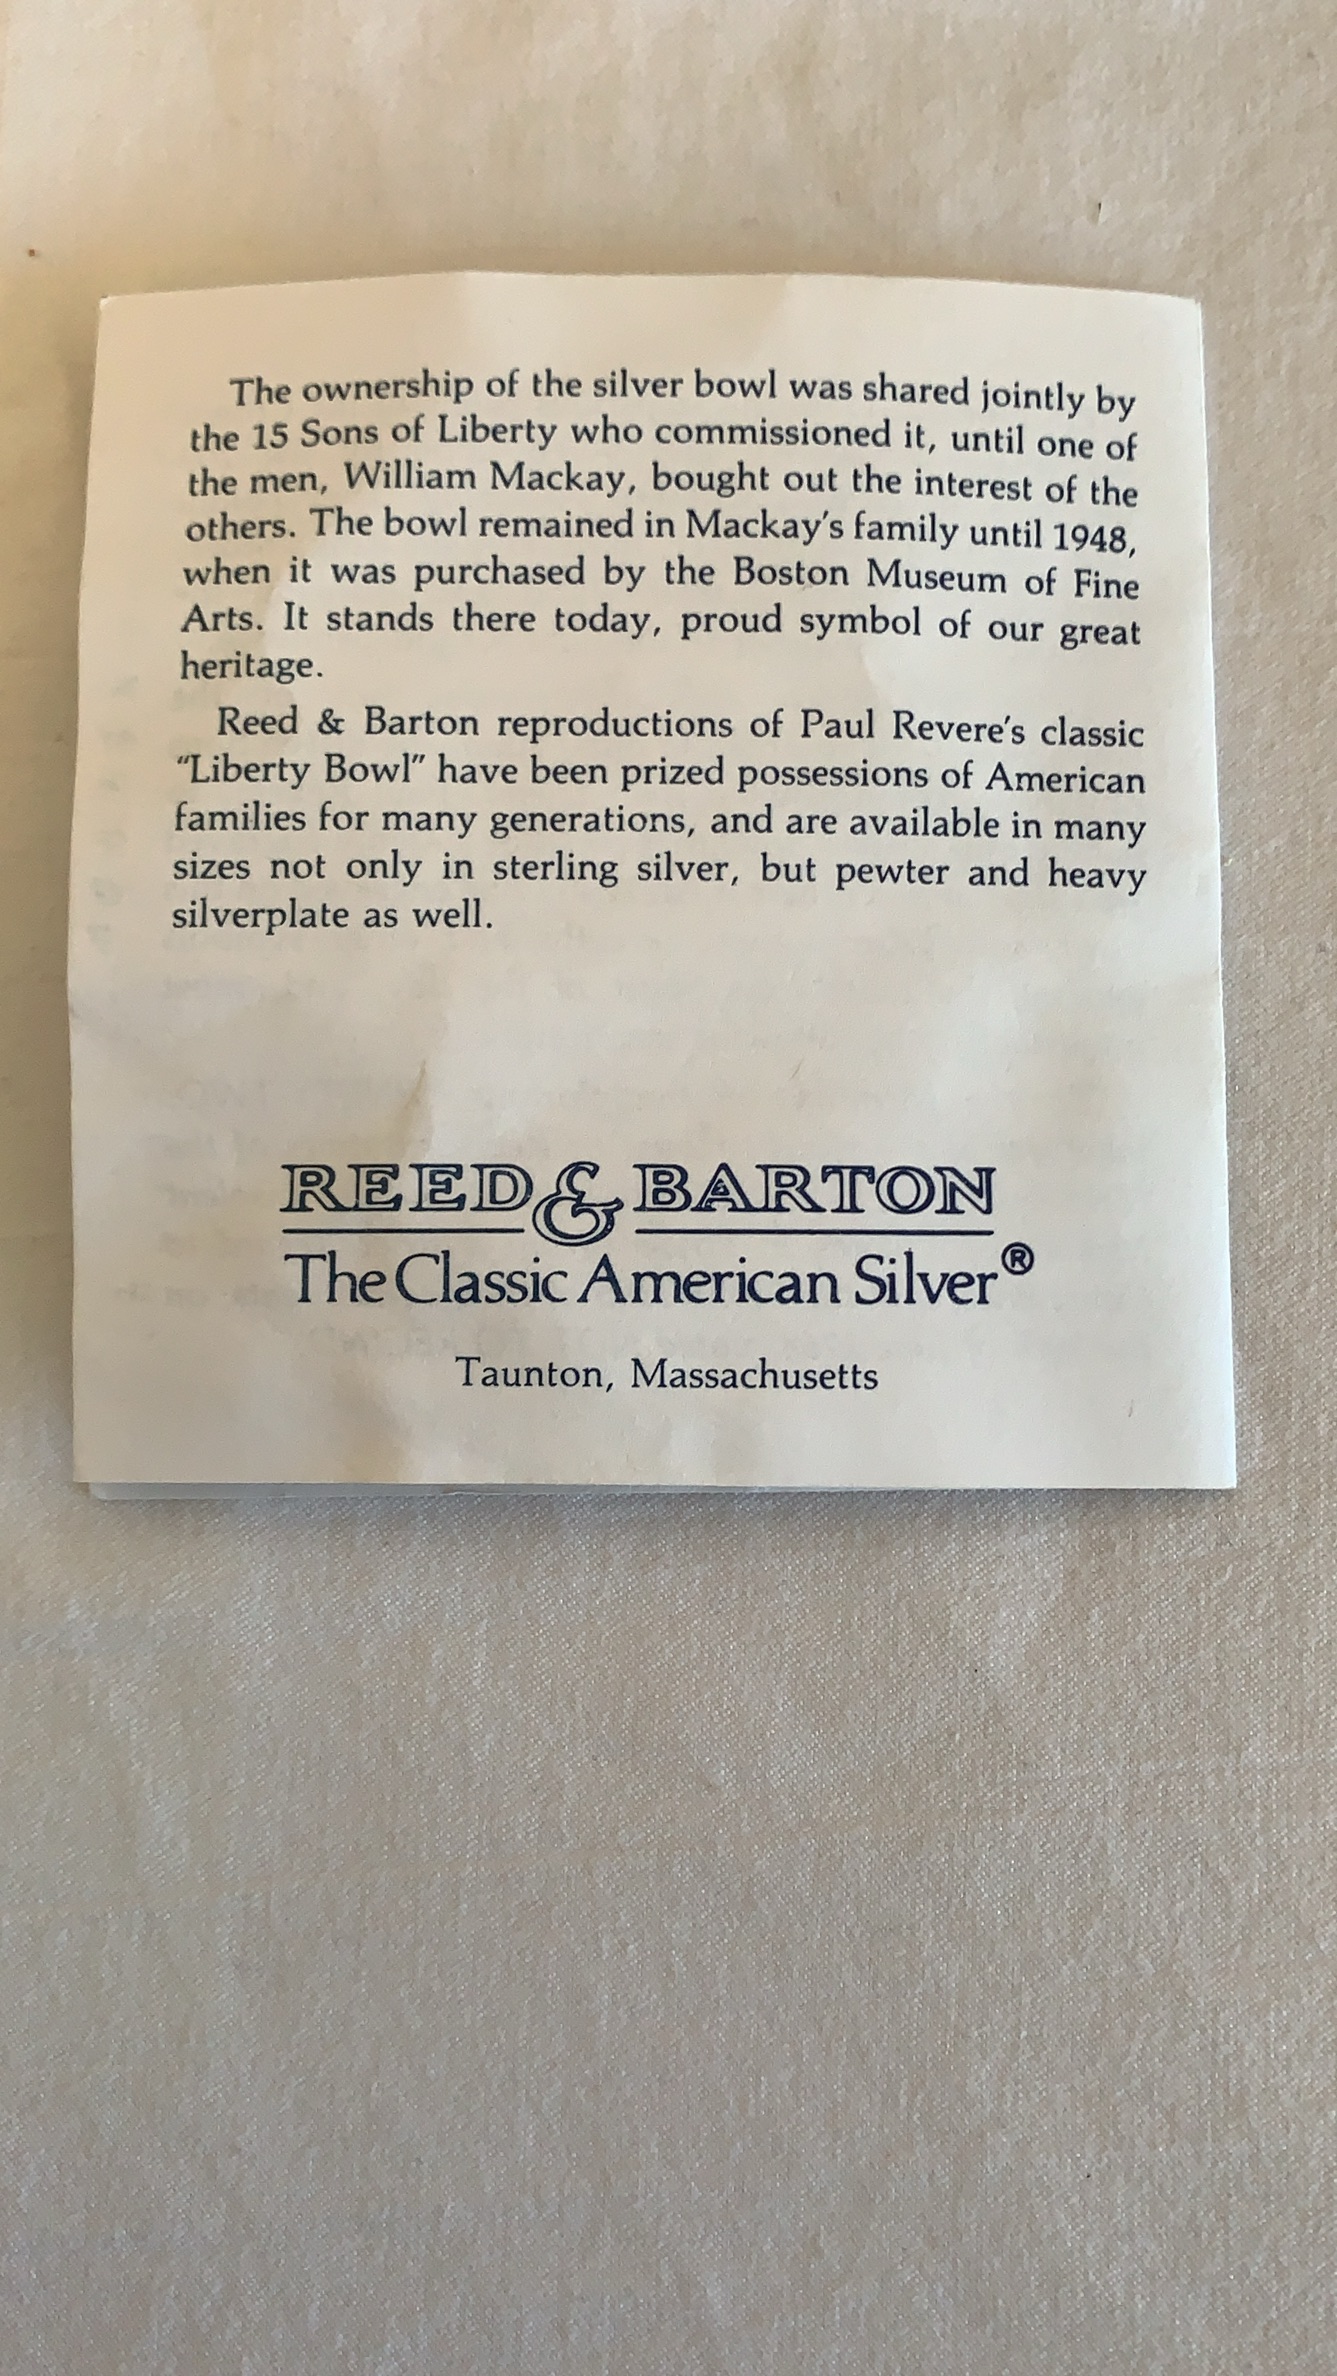 The ownership of the silver bowl was shared jointly by
the 15 Sons of Liberty who commissioned it, until one of
the men, William Mackay, bought out the interest of the
others. The bowl remained in Mackay's family until 1948,
when it was purchased by the Boston Museum of Fine
Arts. It stands there today, proud symbol of our great
heritage.
Reed & Barton reproductions of Paul Revere's classic
"Liberty Bowl" have been prized possessions of American
families for many generations, and are available in many
sizes not only in sterling silver, but pewter and heavy
silverplate as well.
REED & BARTON
The Classic American Silver®
Taunton, Massachusetts